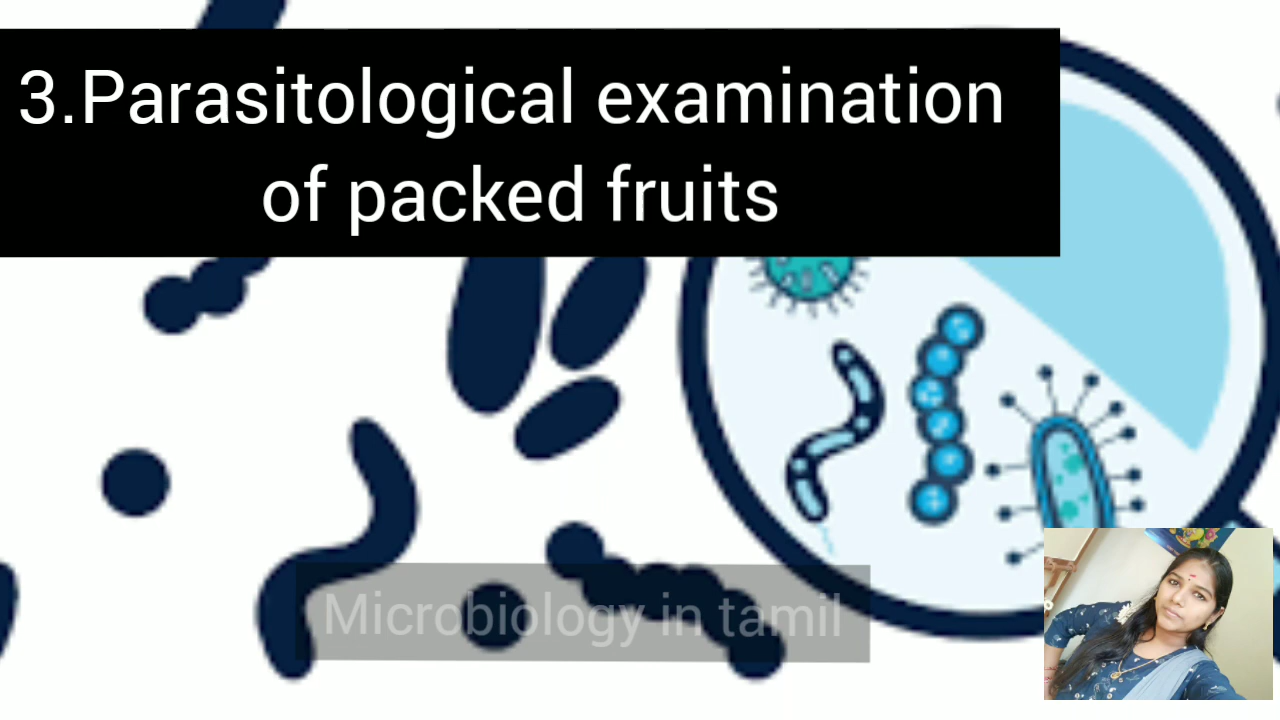 3.Parasitological examination
of packed fruits
Microbiology in tamil